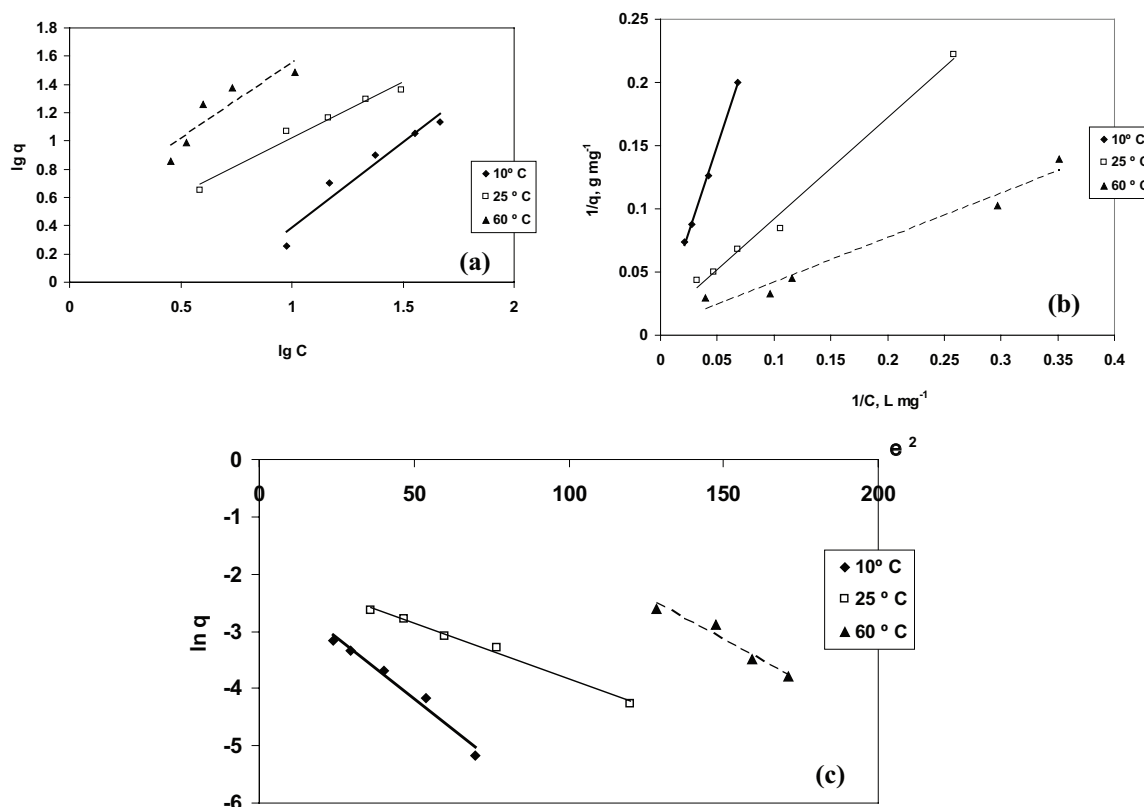 1.8
1.6
1.4
1.2
1
0.8
0.6
0.4
0.2
0
0
0.5
1
1.5
2
lg q
lg C
10º C
25 º C
60 º C
(a)
0.25
0.2
0.15
0.1
0.05
0
0
0.05
0.1
0.15
0.2
0.25
0.3
0.35
0.4
1/q, g mg⁻¹
1/C, L mg⁻¹
10º C
25 º C
60 º C
(b)
e ²
0
-1
-2
-3
-4
-5
-6
0
50
100
150
200
ln q
10º C
25 º C
60 º C
(c)